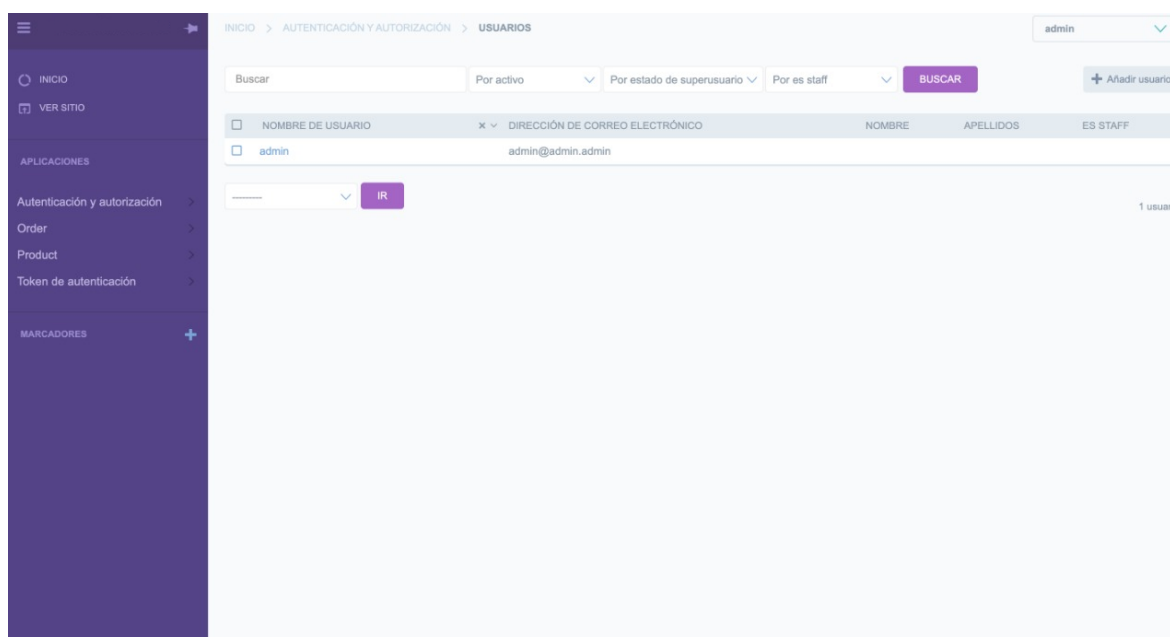 INICIO > AUTENTICACIÓN Y AUTORIZACIÓN > USUARIOS
admin
INICIO
VER SITIO
APLICACIONES
Autenticación y autorización
Order
Product
Token de autenticación
MARCADORES
Buscar
Por activo
Por estado de superusuario
Por es staff
BUSCAR
Añadir usuario
NOMBRE DE USUARIO DIRECCIÓN DE CORREO ELECTRÓNICO NOMBRE APELLIDOS ES STAFF
admin admin@admin.admin
---------
IR
1 usuar